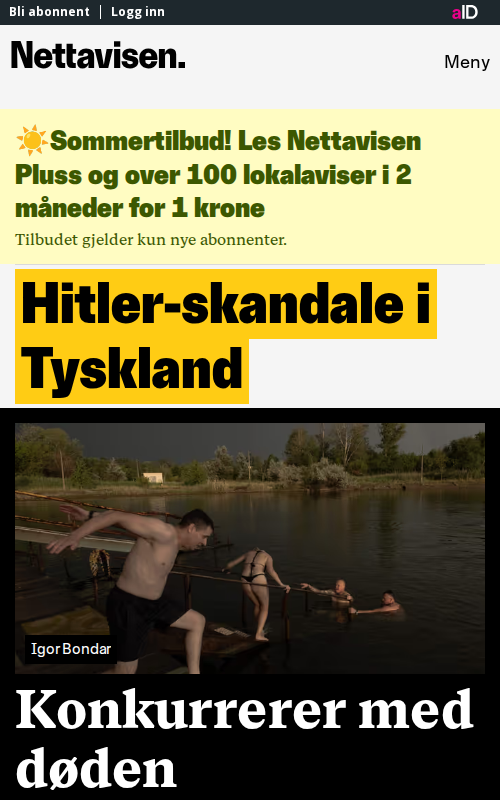 Bli abonnent
Logg inn
aID
Nettavisen.
Meny
☀️Sommertilbud! Les Nettavisen
Pluss og over 100 lokalaviser i 2
måneder for 1 krone
Tilbudet gjelder kun nye abonnenter.
Hitler-skandale i
Tyskland
Igor Bondar
Konkurrerer med
døden